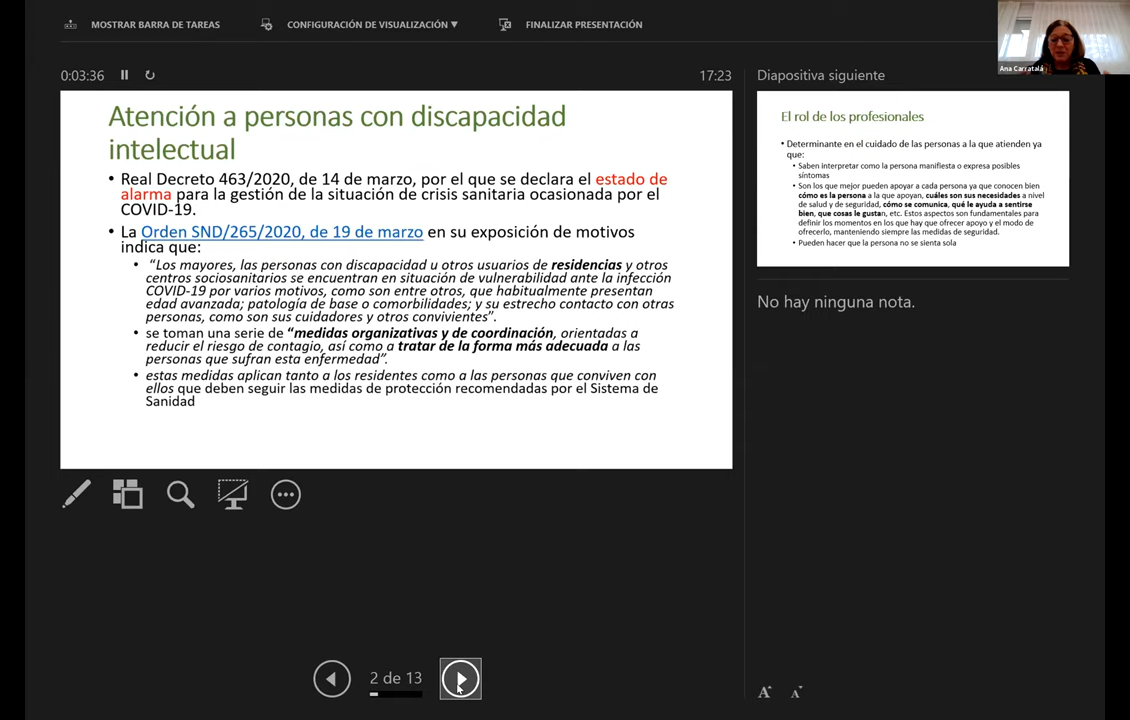 MOSTRAR BARRA DE TAREAS
CONFIGURACIÓN DE VISUALIZACIÓN ▼
FINALIZAR PRESENTACIÓN
Ana Carratalá
0:03:36
17:23
Atención a personas con discapacidad
intelectual
• Real Decreto 463/2020, de 14 de marzo, por el que se declara el estado de
alarma para la gestión de la situación de crisis sanitaria ocasionada por el
COVID-19.
• La Orden SND/265/2020, de 19 de marzo en su exposición de motivos
indica que:
• “Los mayores, las personas con discapacidad u otros usuarios de residencias y otros
centros sociosanitarios se encuentran en situación de vulnerabilidad ante la infección
COVID-19 por varios motivos, como son entre otros, que habitualmente presentan
edad avanzada; patología de base o comorbilidades; y su estrecho contacto con otras
personas, como son sus cuidadores y otros convivientes”.
• se toman una serie de “medidas organizativas y de coordinación, orientadas a
reducir el riesgo de contagio, así como a tratar de la forma más adecuada a las
personas que sufran esta enfermedad”.
• estas medidas aplican tanto a los residentes como a las personas que conviven con
ellos que deben seguir las medidas de protección recomendadas por el Sistema de
Sanidad
Diapositiva siguiente
El rol de los profesionales
• Determinante en el cuidado de las personas a la que atienden ya
que:
• Saben interpretar como la persona manifiesta o expresa posibles
síntomas
• Son los que mejor pueden apoyar a cada persona ya que conocen bien
cómo es la persona a la que apoyan, cuáles son sus necesidades a nivel
de salud y de seguridad, cómo se comunica, qué le ayuda a sentirse
bien, que cosas le gustan, etc. Estos aspectos son fundamentales para
definir los momentos en los que hay que ofrecer apoyo y el modo de
ofrecerlo, manteniendo siempre las medidas de seguridad.
• Pueden hacer que la persona no se sienta sola
No hay ninguna nota.
2 de 13
A A